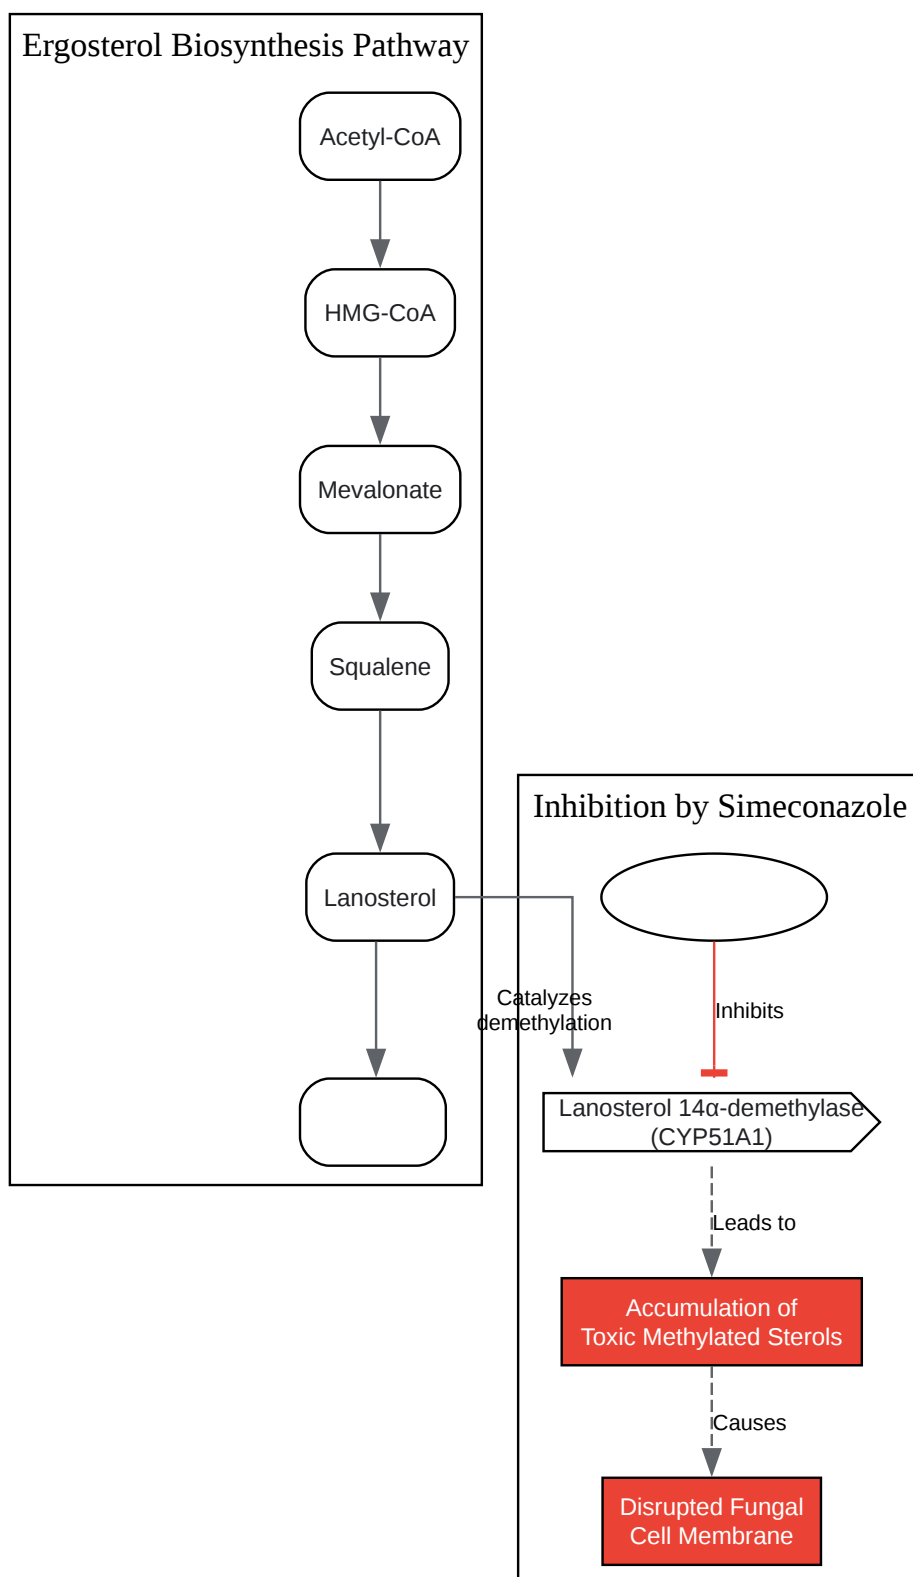 Ergosterol Biosynthesis Pathway
Acetyl-CoA
HMG-CoA
Mevalonate
Squalene
Lanosterol
Inhibition by Simeconazole
Catalyzes
demethylation
Inhibits
Lanosterol 14α-demethylase
(CYP51A1)
Leads to
Accumulation of
Toxic Methylated Sterols
Causes
Disrupted Fungal
Cell Membrane